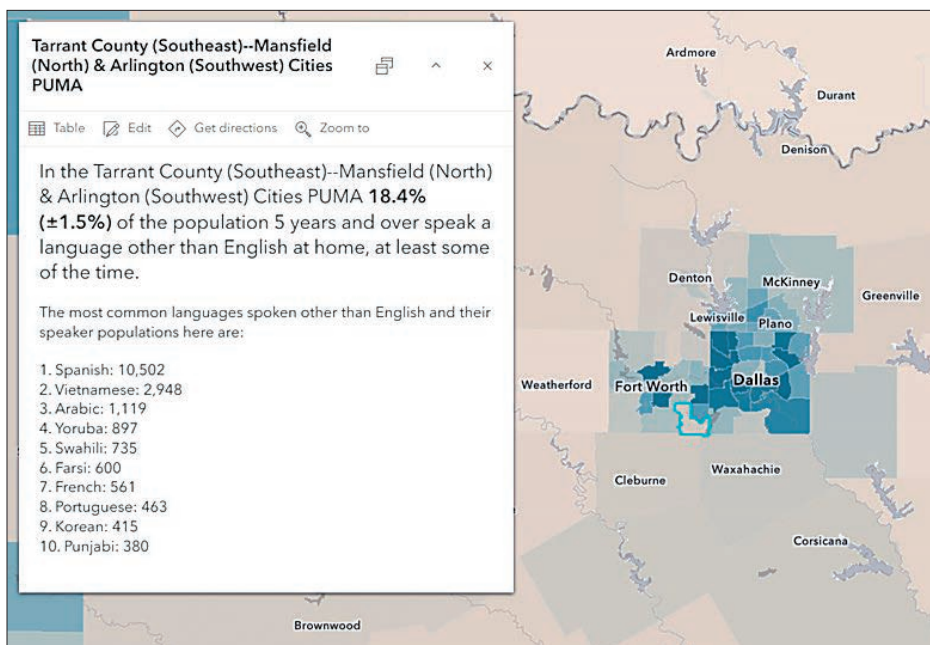 Tarrant County (Southeast)--Mansfield
(North) & Arlington (Southwest) Cities
PUMA
Table Edit Get directions Zoom to
In the Tarrant County (Southeast)--Mansfield (North)
& Arlington (Southwest) Cities PUMA 18.4%
(±1.5%) of the population 5 years and over speak a
language other than English at home, at least some
of the time.
The most common languages spoken other than English and their
speaker populations here are:
1. Spanish: 10,502
2. Vietnamese: 2,948
3. Arabic: 1,119
4. Yoruba: 897
5. Swahili: 735
6. Farsi: 600
7. French: 561
8. Portuguese: 463
9. Korean: 415
10. Punjabi: 380
Ardmore
Durant
Denison
Denton
McKinney
Greenville
Lewisville
Plano
Weatherford
Fort Worth
Dallas
Cleburne
Waxahachie
Corsicana
Brownwood